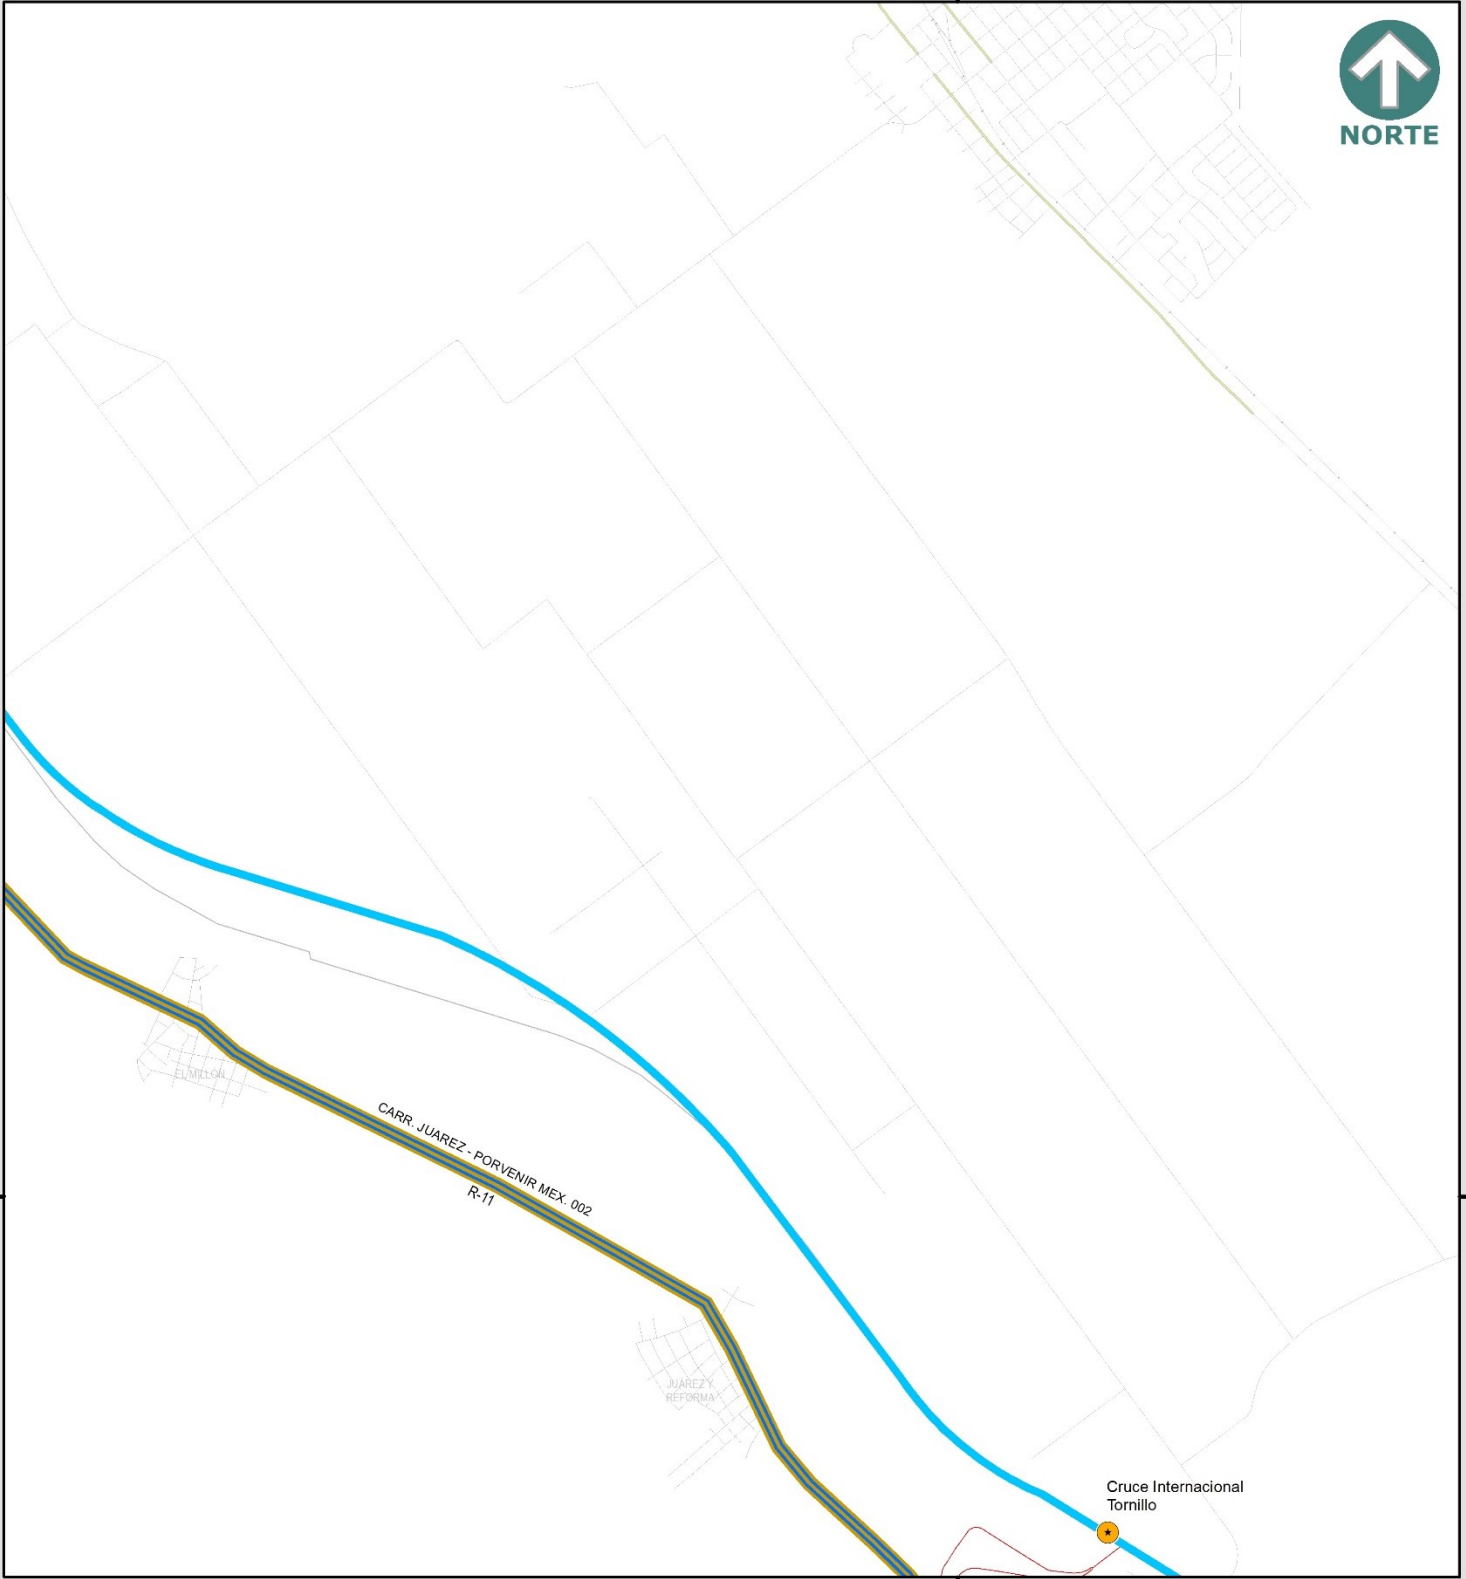 NORTE
EL MILLON
CARR. JUAREZ - PORVENIR MEX. 002
R-11
JUAREZ Y
REFORMA
Cruce Internacional
Tornillo